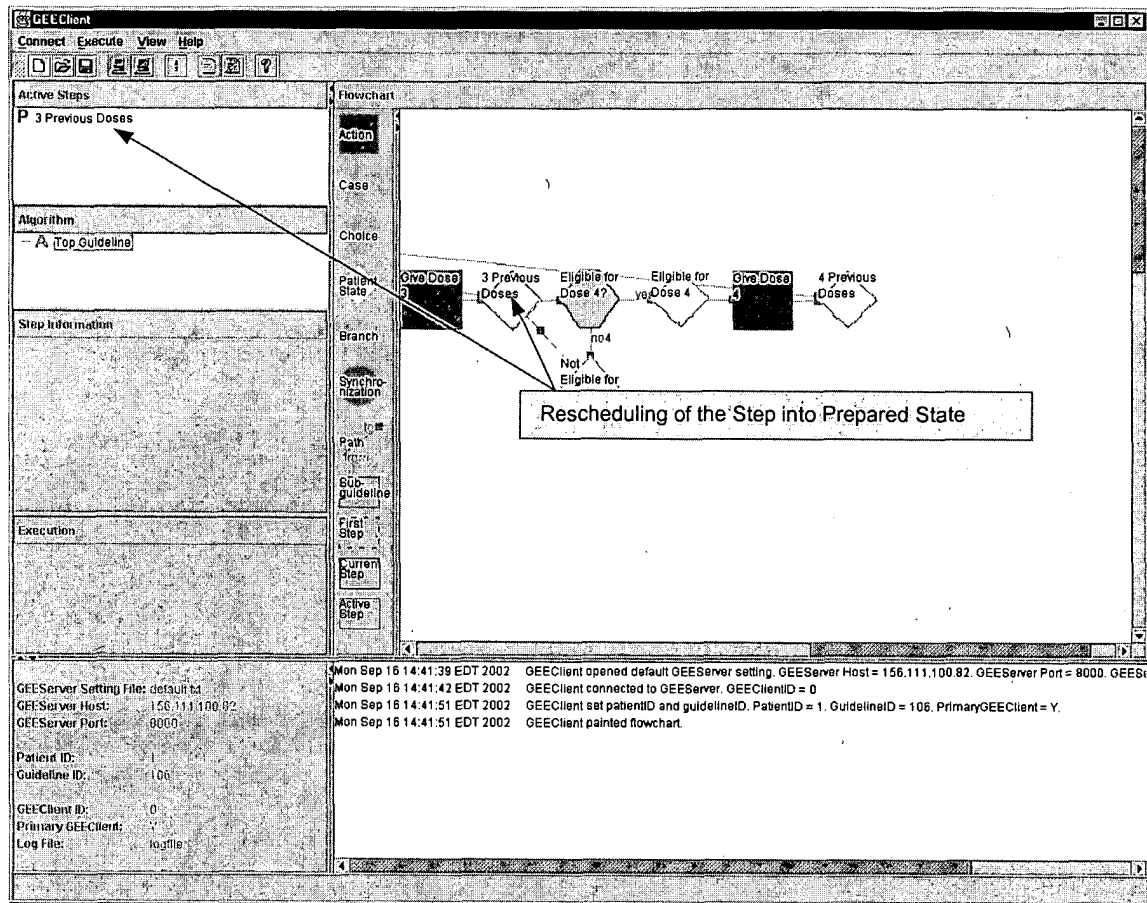 GEEClient
Connect Execute View Help
Active Steps
P 3 Previous Doses
Algorithm
A Top Guideline
Step Information
Execution
Flowchart
Action
Case
Choice
Patient
State
Branch
Synchro-
nization
to
Path
from
Sub-
guideline
First
Step
Current
Step
Active
Step
Give Dose
3
3 Previous
Doses
Eligible for
Dose 4?
yes
Eligible for
Dose 4
Give Dose
4
4 Previous
Doses
no4
Not
Eligible for
Rescheduling of the Step into Prepared State
GEEServer Setting File: default.txt
GEEServer Host: 156.111.100.82
GEEServer Port: 8000
Patient ID: 1
Guideline ID: 106
GEEClient ID: 0
Primary GEEClient: Y
Log File: logfile
Mon Sep 16 14:41:39 EDT 2002 GEEClient opened default GEEServer setting. GEEServer Host = 156.111.100.82. GEEServer Port = 8000. GEESe
Mon Sep 16 14:41:42 EDT 2002 GEEClient connected to GEEServer. GEEClientID = 0
Mon Sep 16 14:41:51 EDT 2002 GEEClient set patientID and guidelineID. PatientID = 1. GuidelineID = 106. PrimaryGEEClient = Y.
Mon Sep 16 14:41:51 EDT 2002 GEEClient painted flowchart.